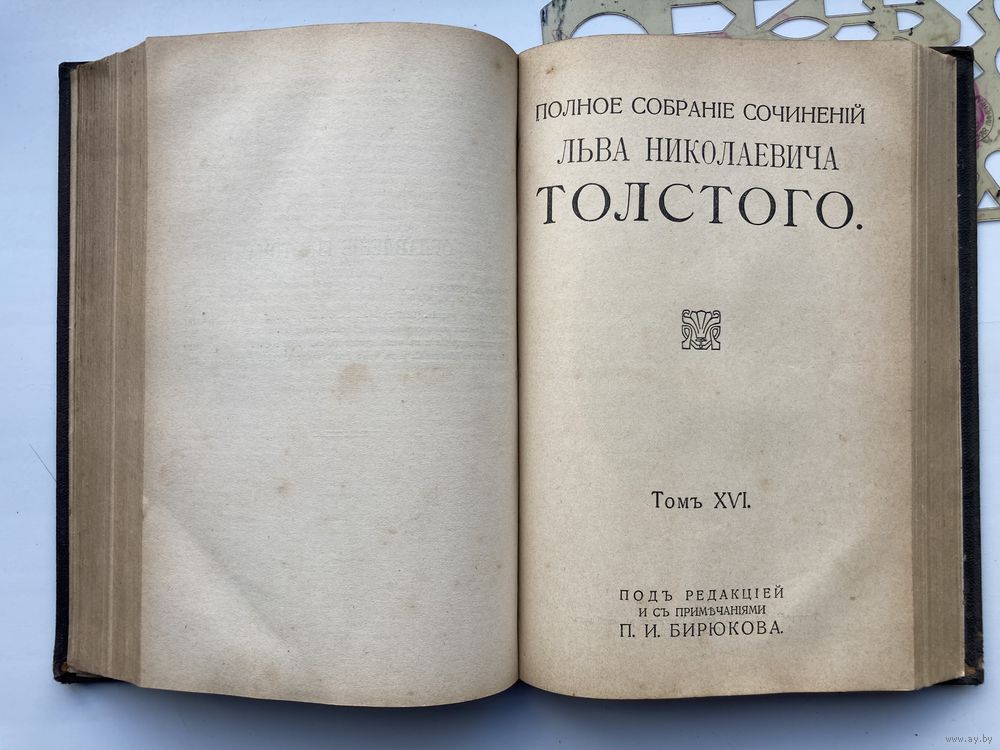 ПОЛНОЕ СОБРАНІЕ СОЧИНЕНІЙ
ЛЬВА НИКОЛАЕВИЧА
ТОЛСТОГО.
Томъ XVI.
ПОДЪ РЕДАКЦІЕЙ
И СЪ ПРИМѢЧАНІЯМИ
П. И. БИРЮКОВА.
www.ay.by